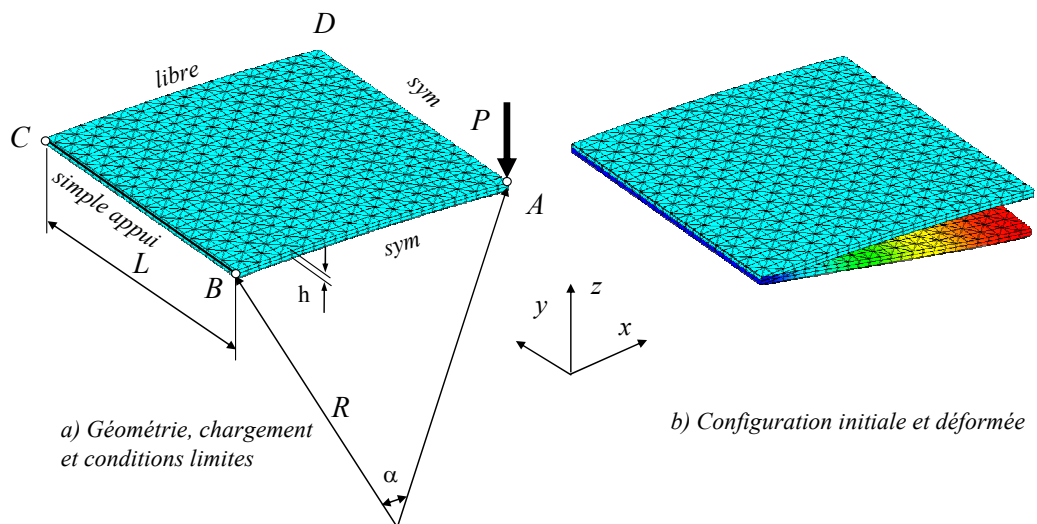 D
libre
sym
P
C
A
simple appui
sym
L
B
h
z
y
x
R
a) Géométrie, chargement
et conditions limites
b) Configuration initiale et déformée
α